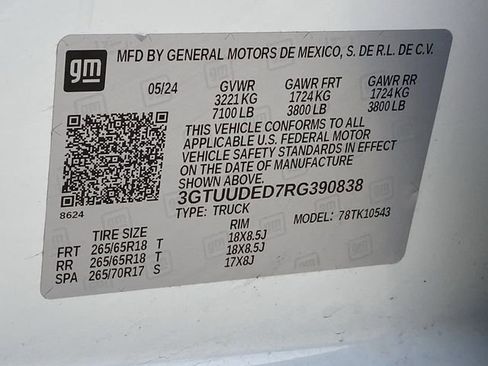 gm
MFD BY GENERAL MOTORS DE MEXICO, S. DE R.L. DE C.V.
05/24 GVWR GAWR FRT GAWR RR
3221 KG 1724 KG 1724 KG
7100 LB 3800 LB 3800 LB
THIS VEHICLE CONFORMS TO ALL
APPLICABLE U.S. FEDERAL MOTOR
VEHICLE SAFETY STANDARDS IN EFFECT
ON THE DATE OF MANUFACTURE SHOWN ABOVE.
8624
3GTUUDED7RG390838
TYPE: TRUCK MODEL: 78TK10543
TIRE SIZE RIM
FRT 265/65R18 T 18X8.5J
RR 265/65R18 T 18X8.5J
SPA 265/70R17 S 17X8J